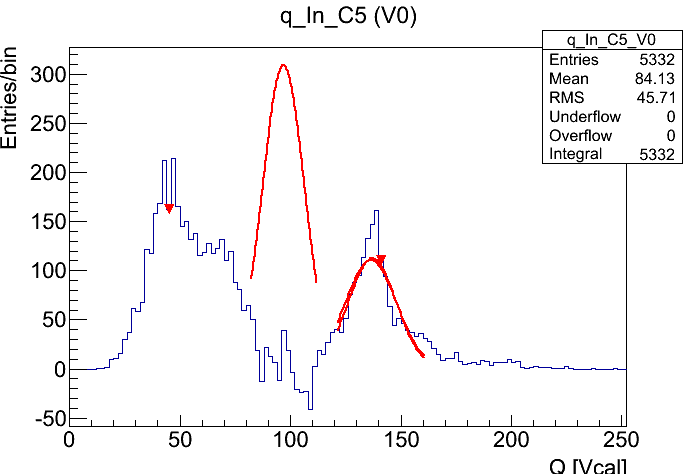 q_In_C5 (V0)
q_In_C5_V0
Entries 5332
Mean 84.13
RMS 45.71
Underflow 0
Overflow 0
Integral 5332
Entries/bin
300
250
200
150
100
50
0
-50
0 50 100 150 200 250
Q [Vcal]